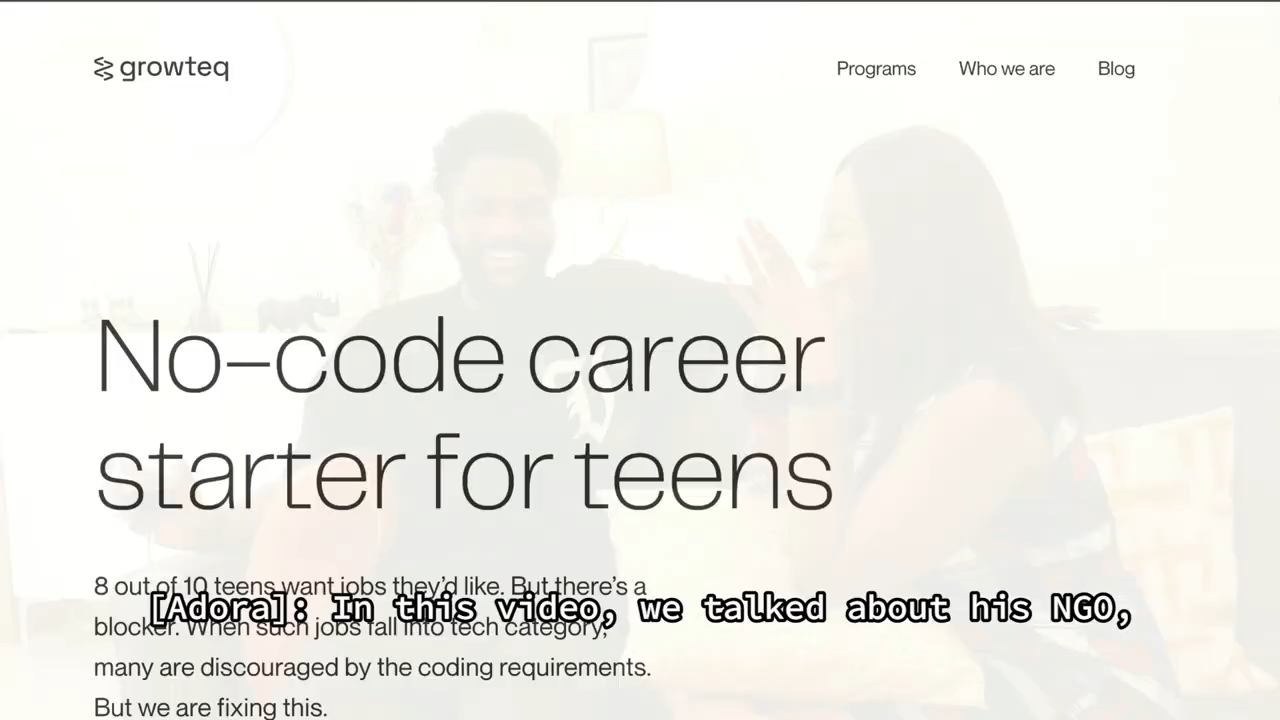 growteq
Programs
Who we are
Blog
No–code career
starter for teens
8 out of 10 teens want jobs they'd like. But there's a
[Adora]: In this video, we talked about his NGO,
blocker. When such jobs fall into tech category,
many are discouraged by the coding requirements.
But we are fixing this.